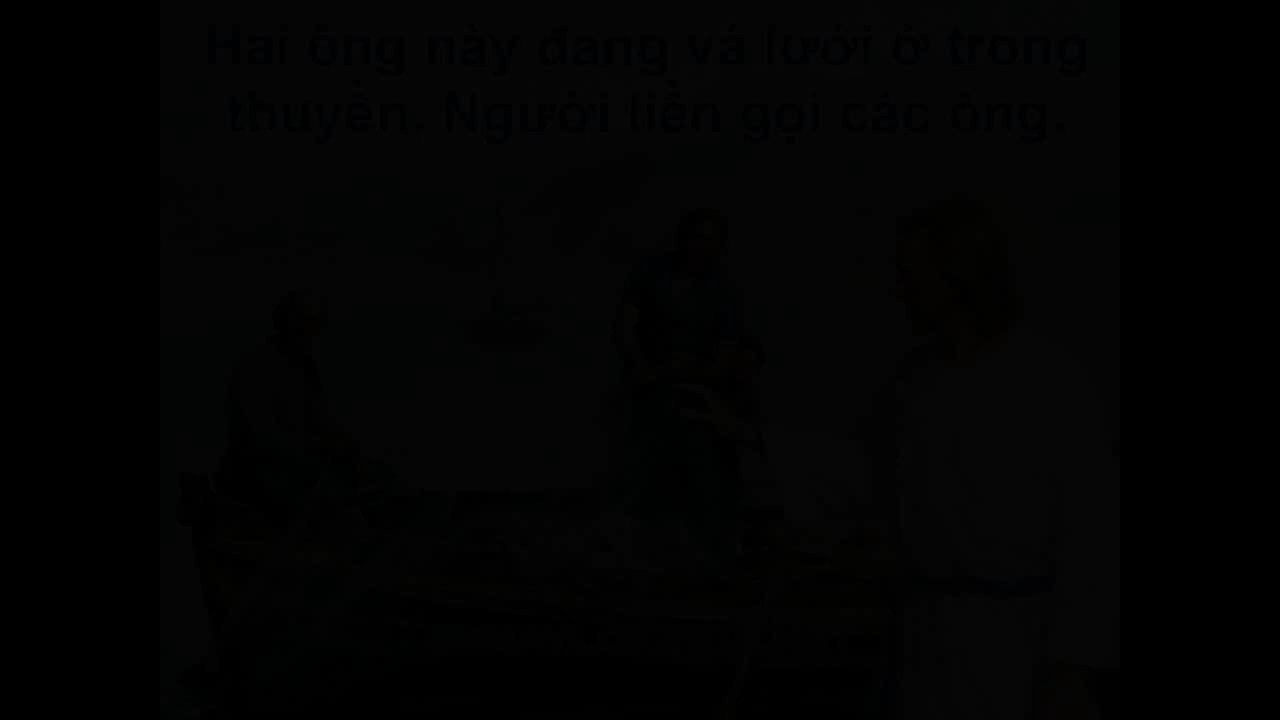 Hai ông này đang vá lưới ở trong
thuyền. Người liền gọi các ông.